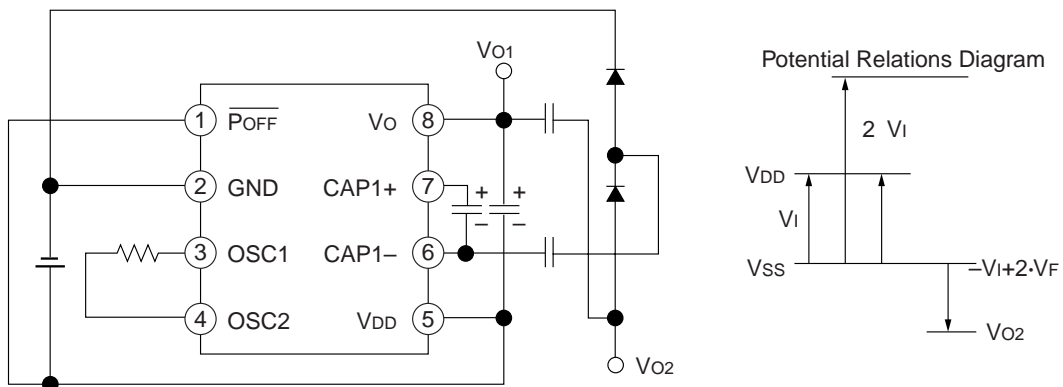 VO1
1 POFF VO 8
2 GND CAP1+ 7
+ +
– –
3 OSC1 CAP1– 6
4 OSC2 VDD 5
VO2
Potential Relations Diagram
2 VI
VDD
VI
VSS
–VI+2·VF
VO2